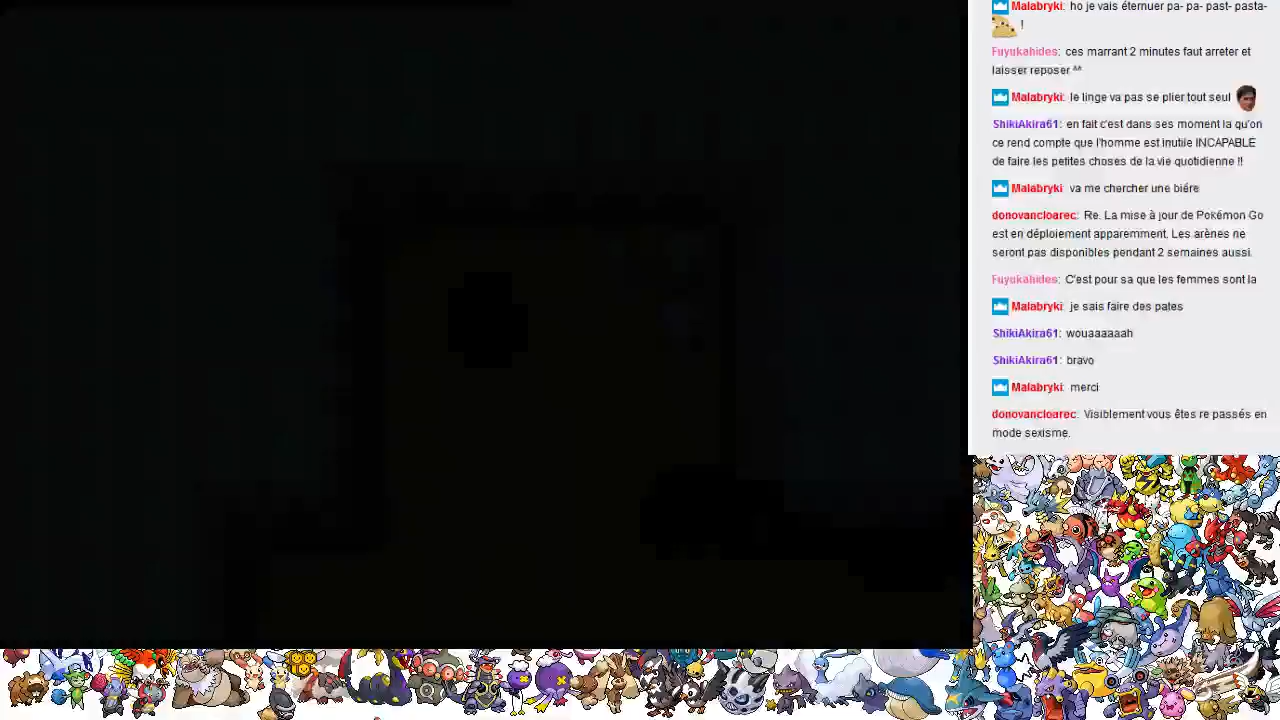 Malabryki: ho je vais éternuer pa- pa- past- pasta-
!
Fuyukahides: ces marrant 2 minutes faut arreter et
laisser reposer ^^
Malabryki: le linge va pas se plier tout seul
ShikiAkira61: en fait c'est dans ses moment la qu'on
ce rend compte que l'homme est inutile INCAPABLE
de faire les petites choses de la vie quotidienne !!
Malabryki: va me chercher une biére
donovancloarec: Re. La mise à jour de Pokémon Go
est en déploiement apparemment. Les arènes ne
seront pas disponibles pendant 2 semaines aussi.
Fuyukahides: C'est pour sa que les femmes sont la
Malabryki: je sais faire des pates
ShikiAkira61: wouaaaaaah
ShikiAkira61: bravo
Malabryki: merci
donovancloarec: Visiblement vous êtes re passés en
mode sexisme.